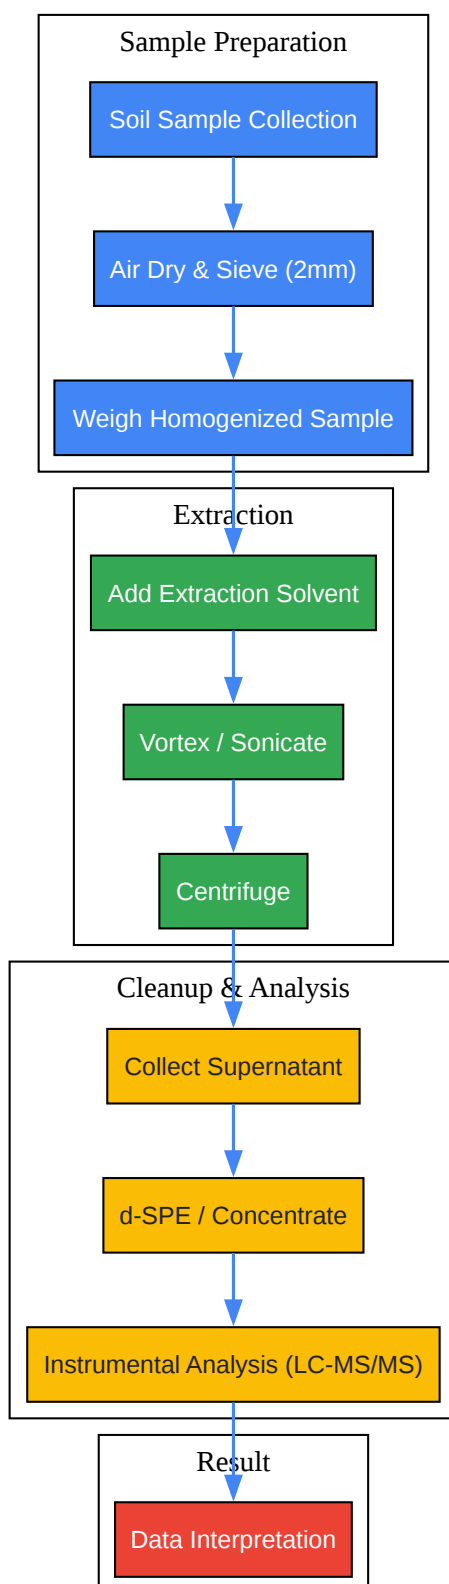 Sample Preparation
Soil Sample Collection
Air Dry & Sieve (2mm)
Weigh Homogenized Sample
Extraction
Add Extraction Solvent
Vortex / Sonicate
Centrifuge
Cleanup & Analysis
Collect Supernatant
d-SPE / Concentrate
Instrumental Analysis (LC-MS/MS)
Result
Data Interpretation